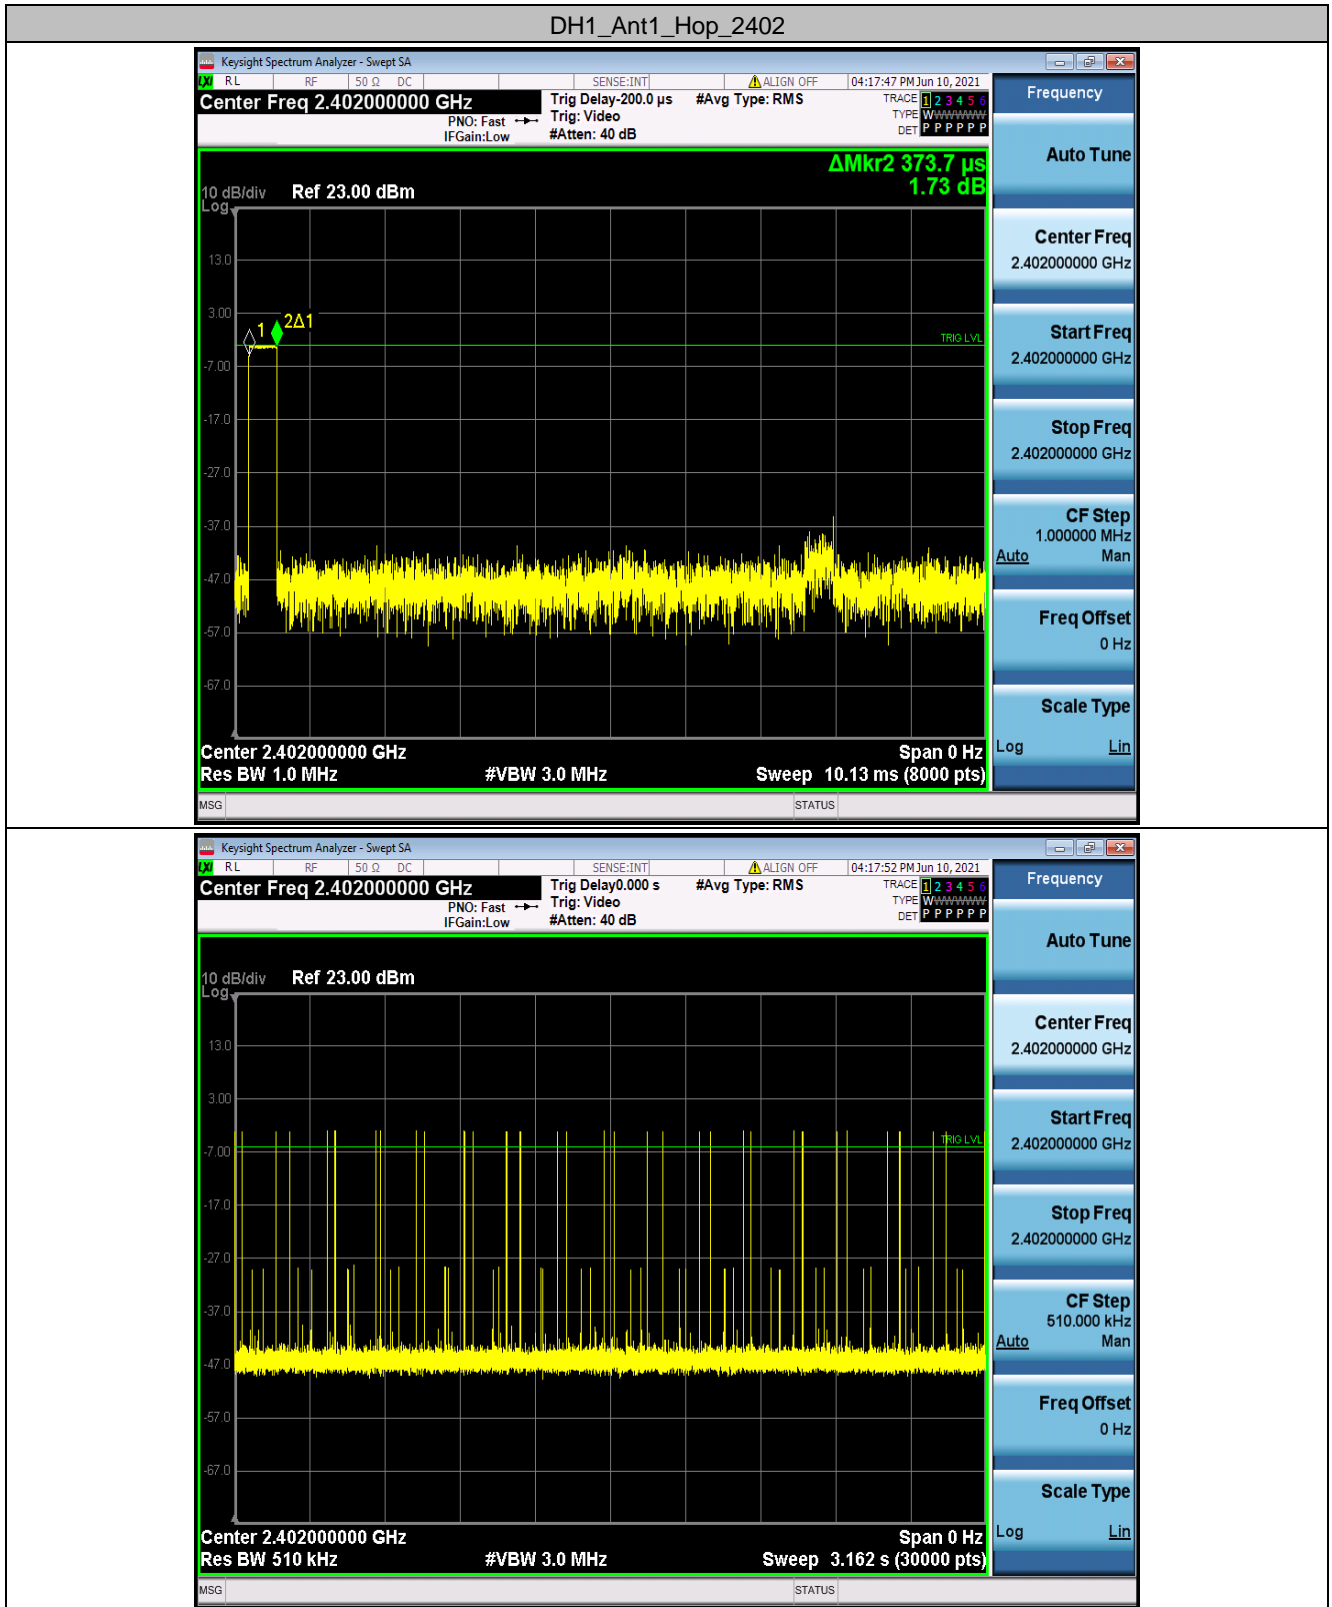 DH1_Ant1_Hop_2402
Keysight Spectrum Analyzer - Swept SA
LXI RL RF 50 Ω DC SENSE:INT ALIGN OFF 04:17:47 PM Jun 10, 2021
Center Freq 2.402000000 GHz
PNO: Fast
IFGain:Low
Trig Delay-200.0 µs
Trig: Video
#Atten: 40 dB
#Avg Type: RMS
TRACE 1 2 3 4 5 6
TYPE WWWWWW
DET P P P P P P
ΔMkr2 373.7 µs
1.73 dB
10 dB/div
Log
Ref 23.00 dBm
13.0
3.00
-7.00
-17.0
-27.0
-37.0
-47.0
-57.0
-67.0
1
2Δ1
TRIG LVL
Center 2.402000000 GHz
Span 0 Hz
Res BW 1.0 MHz
#VBW 3.0 MHz
Sweep 10.13 ms (8000 pts)
MSG
STATUS
Frequency
Auto Tune
Center Freq
2.402000000 GHz
Start Freq
2.402000000 GHz
Stop Freq
2.402000000 GHz
CF Step
1.000000 MHz
Auto Man
Freq Offset
0 Hz
Scale Type
Log Lin
Keysight Spectrum Analyzer - Swept SA
LXI RL RF 50 Ω DC SENSE:INT ALIGN OFF 04:17:52 PM Jun 10, 2021
Center Freq 2.402000000 GHz
PNO: Fast
IFGain:Low
Trig Delay0.000 s
Trig: Video
#Atten: 40 dB
#Avg Type: RMS
TRACE 1 2 3 4 5 6
TYPE WWWWWW
DET P P P P P P
10 dB/div
Log
Ref 23.00 dBm
13.0
3.00
-7.00
-17.0
-27.0
-37.0
-47.0
-57.0
-67.0
TRIG LVL
Center 2.402000000 GHz
Span 0 Hz
Res BW 510 kHz
#VBW 3.0 MHz
Sweep 3.162 s (30000 pts)
MSG
STATUS
Frequency
Auto Tune
Center Freq
2.402000000 GHz
Start Freq
2.402000000 GHz
Stop Freq
2.402000000 GHz
CF Step
510.000 kHz
Auto Man
Freq Offset
0 Hz
Scale Type
Log Lin